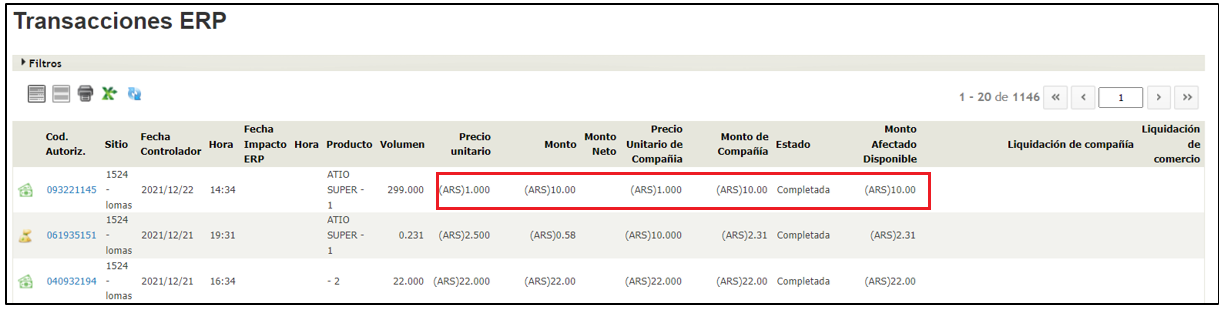 Transacciones ERP
Filtros
1 - 20 de 1146 « ‹ 1 › »
Cod. Autoriz. Sitio Fecha Controlador Hora Fecha Impacto ERP Hora Producto Volumen Precio unitario Monto Monto Neto Precio Unitario de Compañia Monto de Compañía Estado Monto Afectado Disponible Liquidación de compañía Liquidación de comercio
093221145 1524 - lomas 2021/12/22 14:34 ATIO SUPER - 1 299.000 (ARS)1.000 (ARS)10.00 (ARS)1.000 (ARS)10.00 Completada (ARS)10.00
061935151 1524 - lomas 2021/12/21 19:31 ATIO SUPER - 1 0.231 (ARS)2.500 (ARS)0.58 (ARS)10.000 (ARS)2.31 Completada (ARS)2.31
040932194 1524 - lomas 2021/12/21 16:34 - 2 22.000 (ARS)22.000 (ARS)22.00 (ARS)22.000 (ARS)22.00 Completada (ARS)22.00